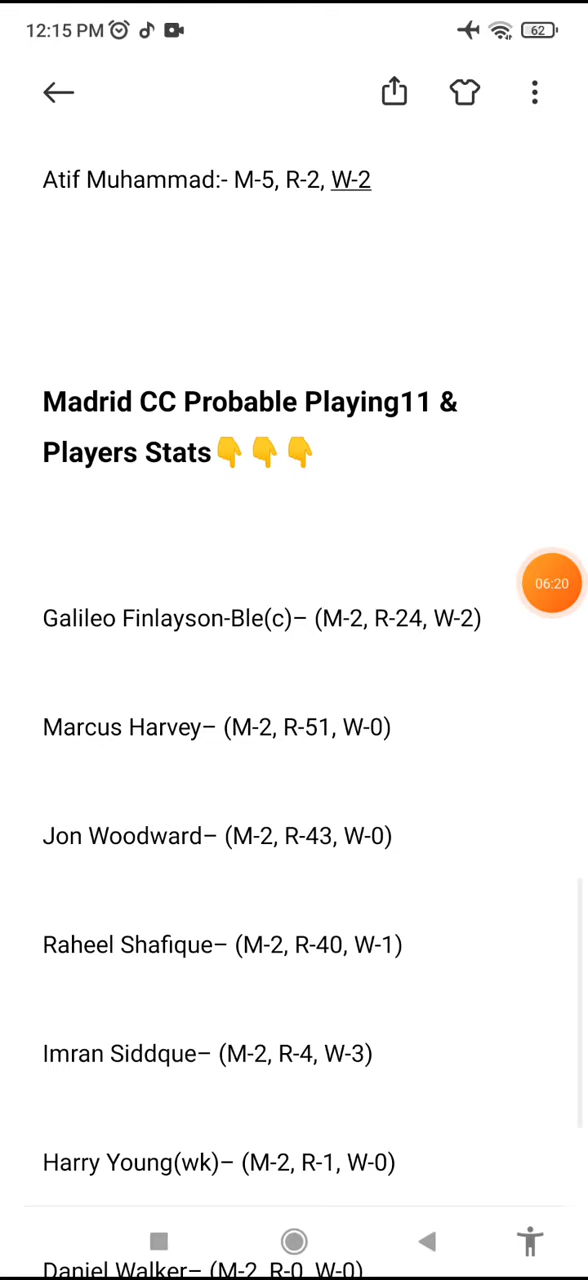 12:15 PM
62
Atif Muhammad:- M-5, R-2, W-2
Madrid CC Probable Playing11 &
Players Stats👇👇👇
06:20
Galileo Finlayson-Ble(c)– (M-2, R-24, W-2)
Marcus Harvey– (M-2, R-51, W-0)
Jon Woodward– (M-2, R-43, W-0)
Raheel Shafique– (M-2, R-40, W-1)
Imran Siddque– (M-2, R-4, W-3)
Harry Young(wk)– (M-2, R-1, W-0)
Daniel Walker– (M-2, R-0, W-0)